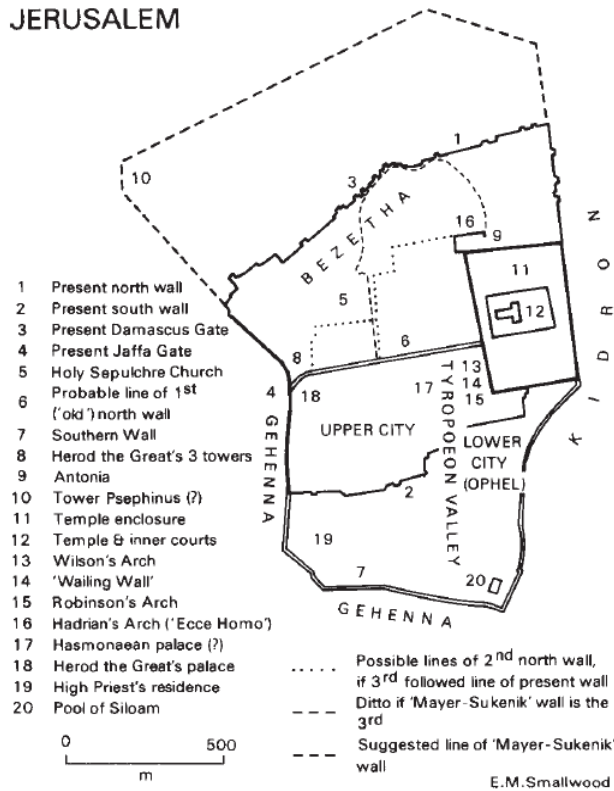 JERUSALEM
1
10
3
BEZETHA
16
9
KIDRON
11
12
5
8
6
4
18
17
13
14
15
UPPER CITY
LOWER
CITY
(OPHEL)
TYROPOEON VALLEY
GEHENNA
2
19
7
20
GEHENNA
1 Present north wall
2 Present south wall
3 Present Damascus Gate
4 Present Jaffa Gate
5 Holy Sepulchre Church
6 Probable line of 1st
('old') north wall
7 Southern Wall
8 Herod the Great's 3 towers
9 Antonia
10 Tower Psephinus (?)
11 Temple enclosure
12 Temple & inner courts
13 Wilson's Arch
14 'Wailing Wall'
15 Robinson's Arch
16 Hadrian's Arch ('Ecce Homo')
17 Hasmonaean palace (?)
18 Herod the Great's palace
19 High Priest's residence
20 Pool of Siloam
0 500
m
Possible lines of 2nd north wall,
if 3rd followed line of present wall
Ditto if 'Mayer-Sukenik' wall is the
3rd
Suggested line of 'Mayer-Sukenik'
wall
E.M.Smallwood